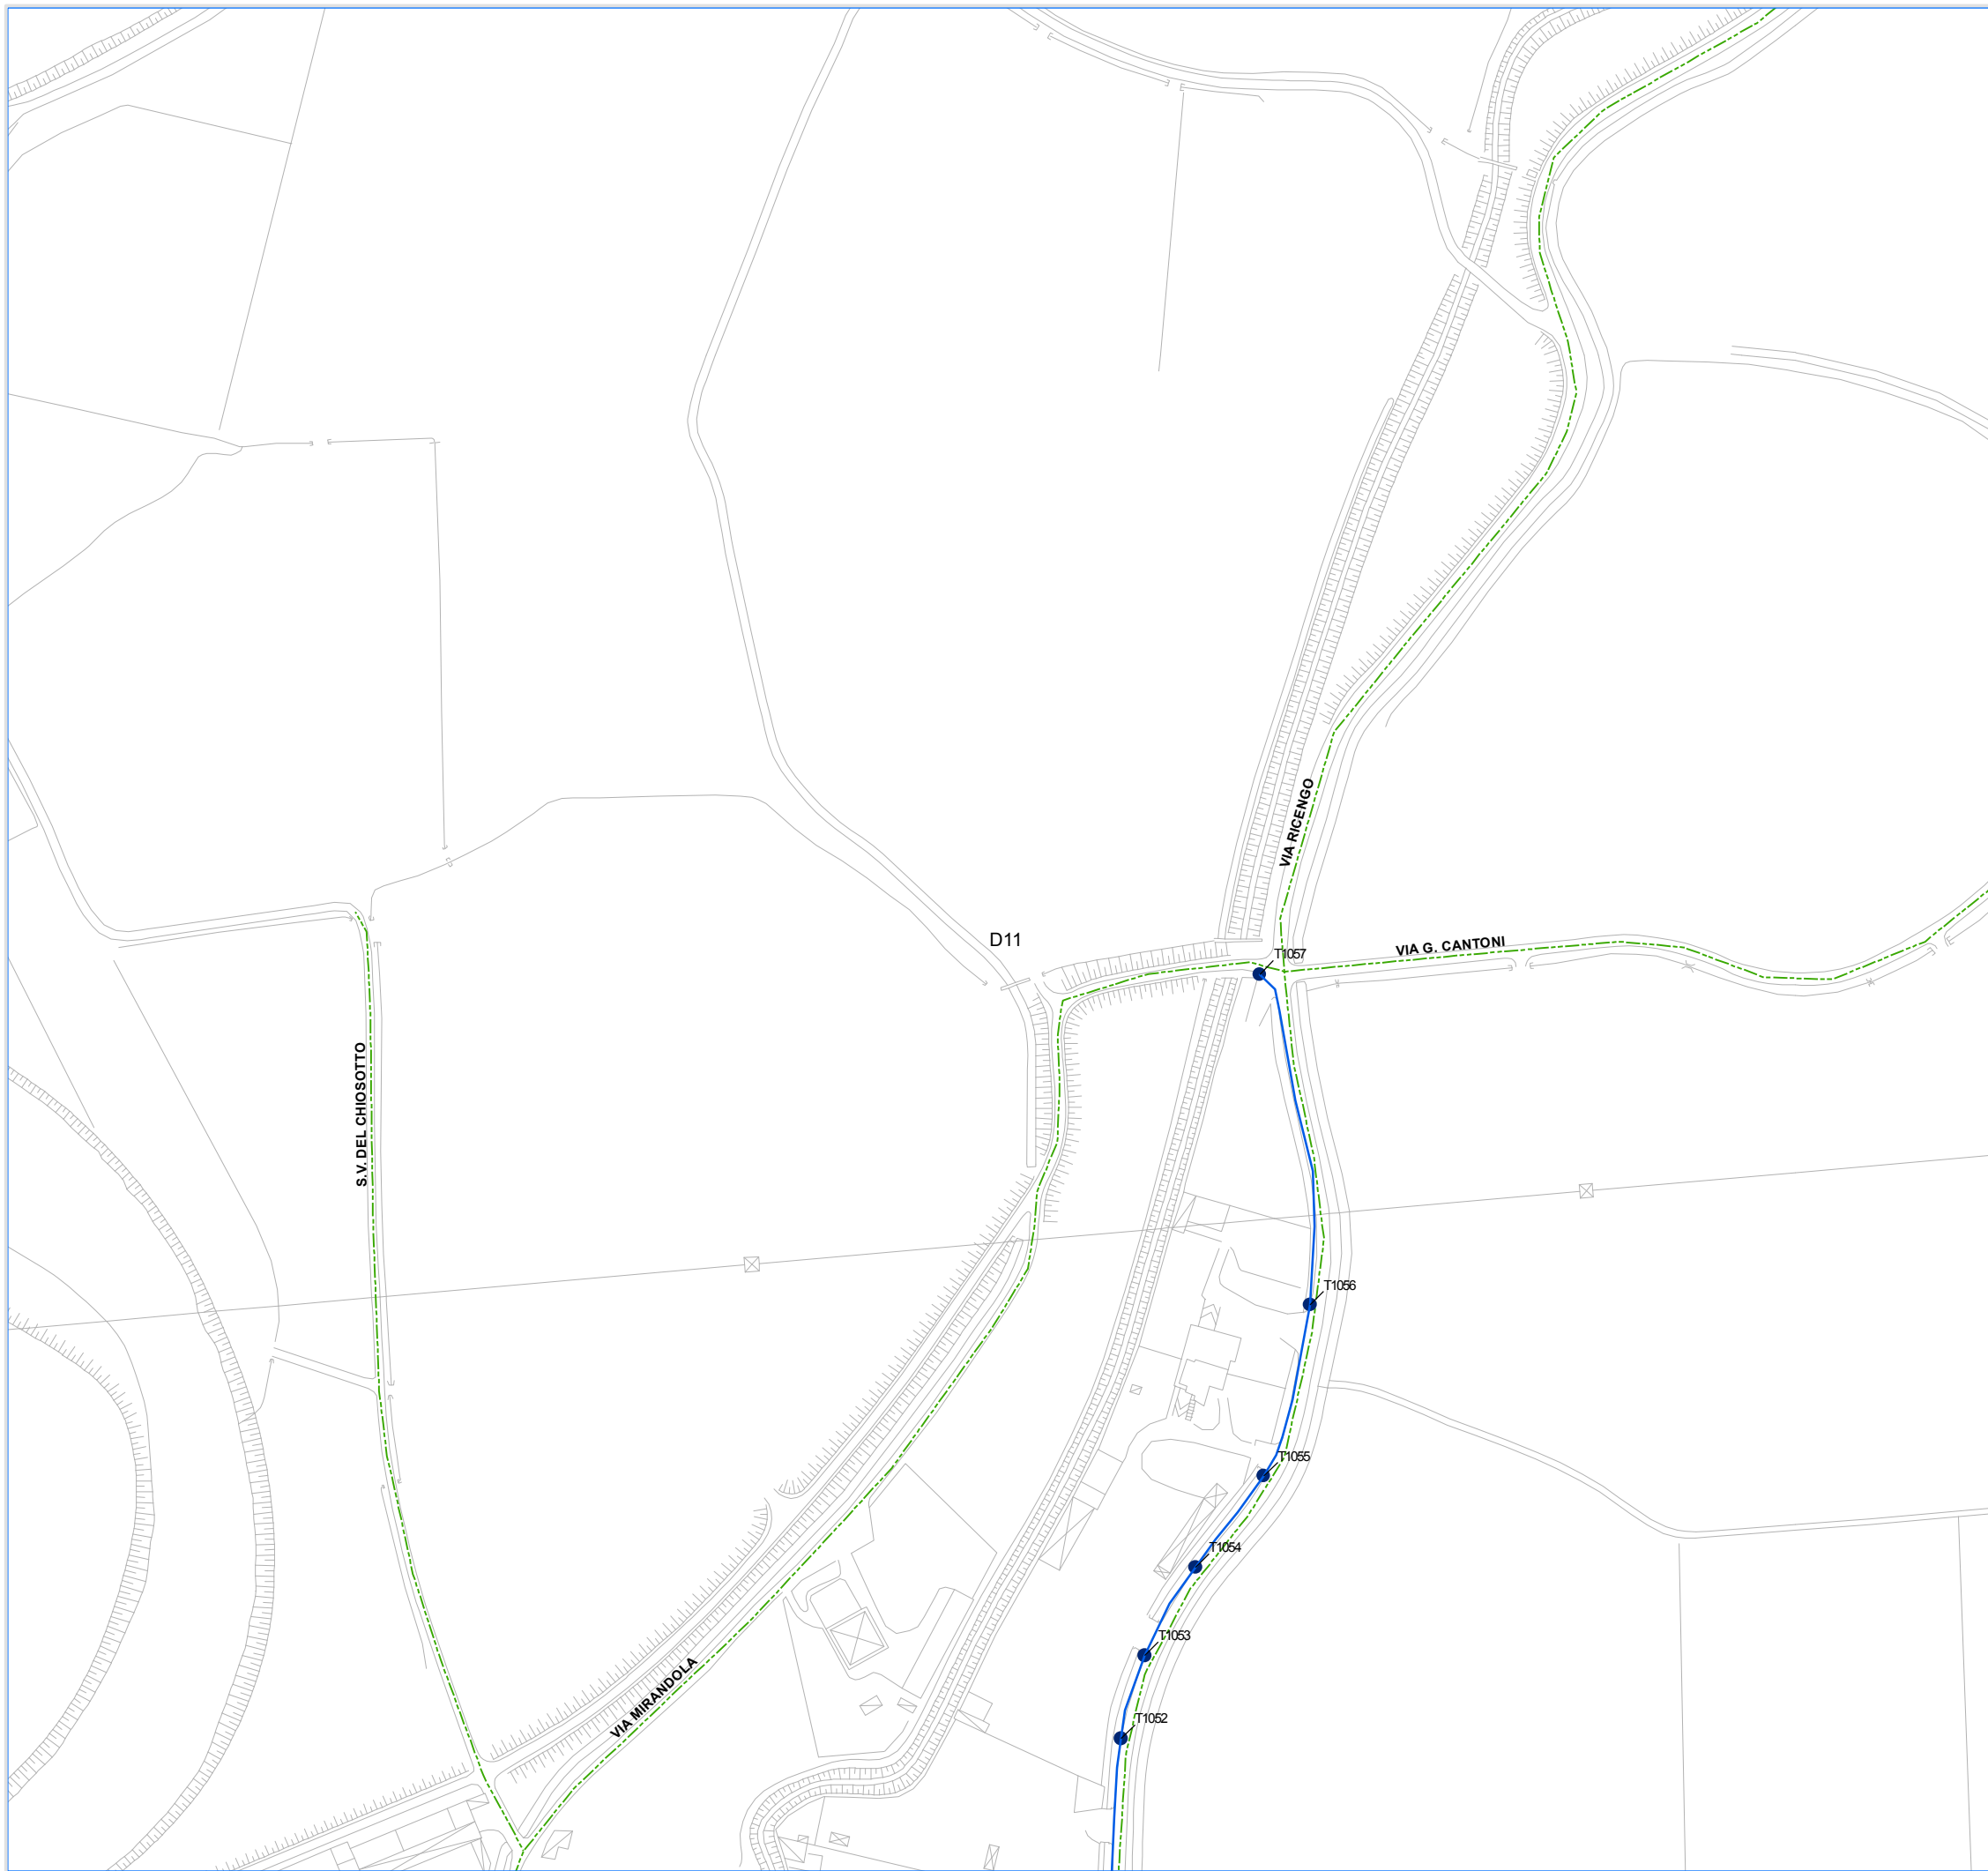 VIA RICENGO
D11
VIA G. CANTONI
T1057
S.V. DEL CHIOSOTTO
T1056
T1055
T1054
T1053
VIA MIRANDOLA
T1052